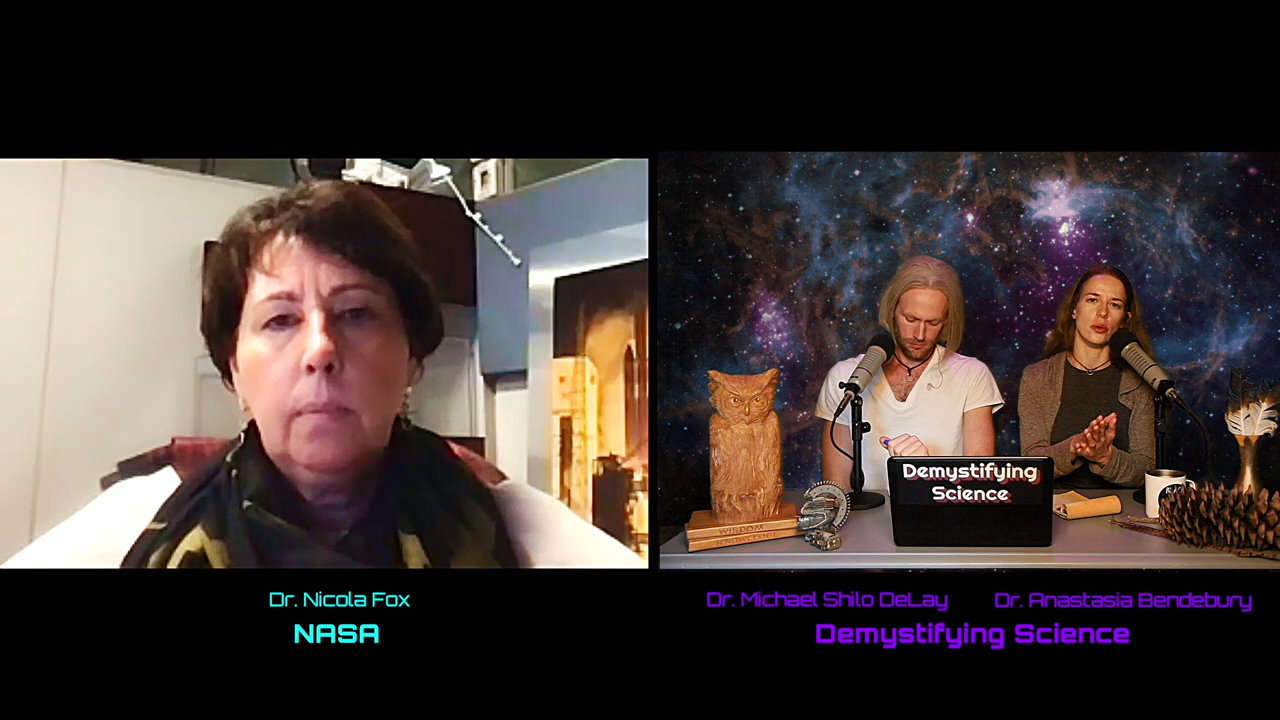 Demystifying
Science
WISDOM
KNOWLEDGE
Dr. Nicola Fox
NASA
Dr. Michael Shilo DeLay
Dr. Anastasia Bendebury
Demystifying Science